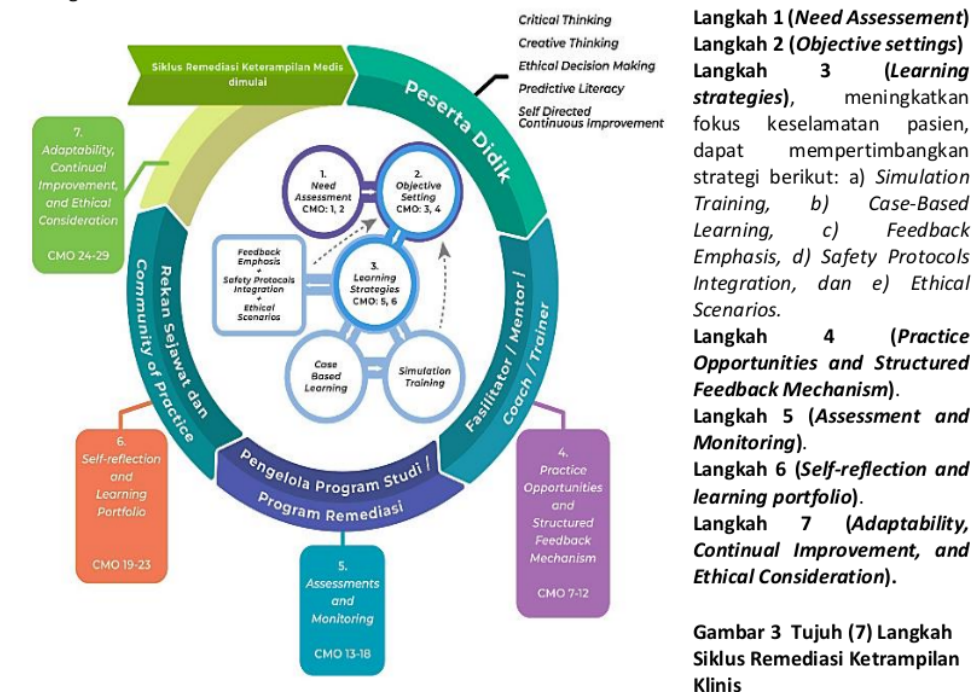 Critical Thinking
Creative Thinking
Ethical Decision Making
Predictive Literacy
Self Directed
Continuous Improvement
Siklus Remediasi Keterampilan Medis
dimulai
Peserta Didik
7.
Adaptability,
Continual
Improvement,
and Ethical
Consideration
CMO 24-29
1.
Need
Assessment
CMO: 1, 2
2.
Objective
Setting
CMO: 3, 4
Feedback
Emphasis
+
Safety Protocols
Integration
+
Ethical
Scenarios
3.
Learning
Strategies
CMO: 5, 6
Case
Based
Learning
Simulation
Training
Rekan Sejawat dan
Community of Practice
Fasilitator / Mentor /
Coach / Trainer
Pengelola Program Studi /
Program Remediasi
6.
Self-reflection
and
Learning
Portfolio
CMO 19-23
5.
Assessments
and
Monitoring
CMO 13-18
4.
Practice
Opportunities
and
Structured
Feedback
Mechanism
CMO 7-12
Langkah 1 (Need Assessement)
Langkah 2 (Objective settings)
Langkah 3 (Learning
strategies), meningkatkan
fokus keselamatan pasien,
dapat mempertimbangkan
strategi berikut: a) Simulation
Training, b) Case-Based
Learning, c) Feedback
Emphasis, d) Safety Protocols
Integration, dan e) Ethical
Scenarios.
Langkah 4 (Practice
Opportunities and Structured
Feedback Mechanism).
Langkah 5 (Assessment and
Monitoring).
Langkah 6 (Self-reflection and
learning portfolio).
Langkah 7 (Adaptability,
Continual Improvement, and
Ethical Consideration).
Gambar 3 Tujuh (7) Langkah
Siklus Remediasi Ketrampilan
Klinis